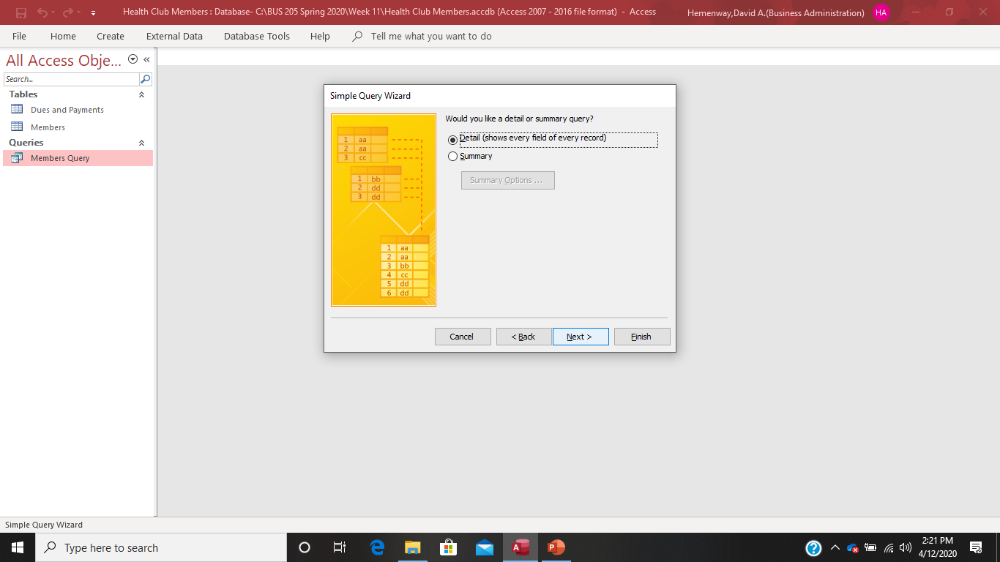 Health Club Members : Database- C:\BUS 205 Spring 2020\Week 11\Health Club Members.accdb (Access 2007 - 2016 file format) - Access
Hemenway,David A.(Business Administration)
HA
File Home Create External Data Database Tools Help Tell me what you want to do
All Access Obje...
Search...
Tables
Dues and Payments
Members
Queries
Members Query
Simple Query Wizard
Would you like a detail or summary query?
Detail (shows every field of every record)
Summary
Summary Options ...
1 aa
2 aa
3 cc
1 bb
2 dd
3 dd
1 aa
2 aa
3 bb
4 cc
5 dd
6 dd
Cancel < Back Next > Finish
Simple Query Wizard
Type here to search
2:21 PM
4/12/2020